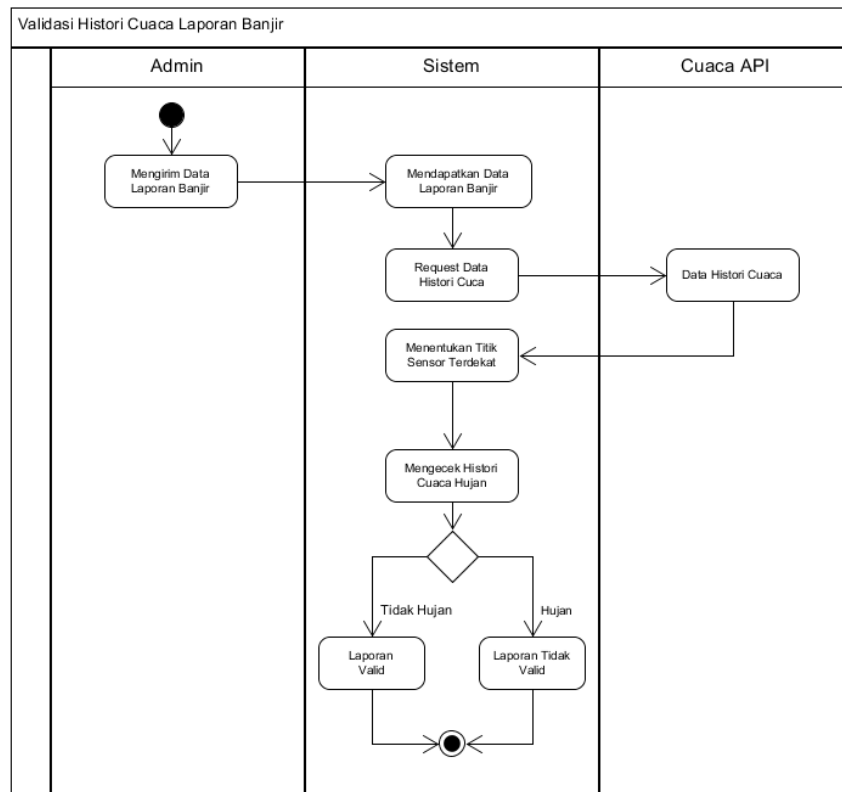 Validasi Histori Cuaca Laporan Banjir
Admin
Sistem
Cuaca API
Mengirim Data
Laporan Banjir
Mendapatkan Data
Laporan Banjir
Request Data
Histori Cuca
Data Histori Cuaca
Menentukan Titik
Sensor Terdekat
Mengecek Histori
Cuaca Hujan
Tidak Hujan
Hujan
Laporan
Valid
Laporan Tidak
Valid